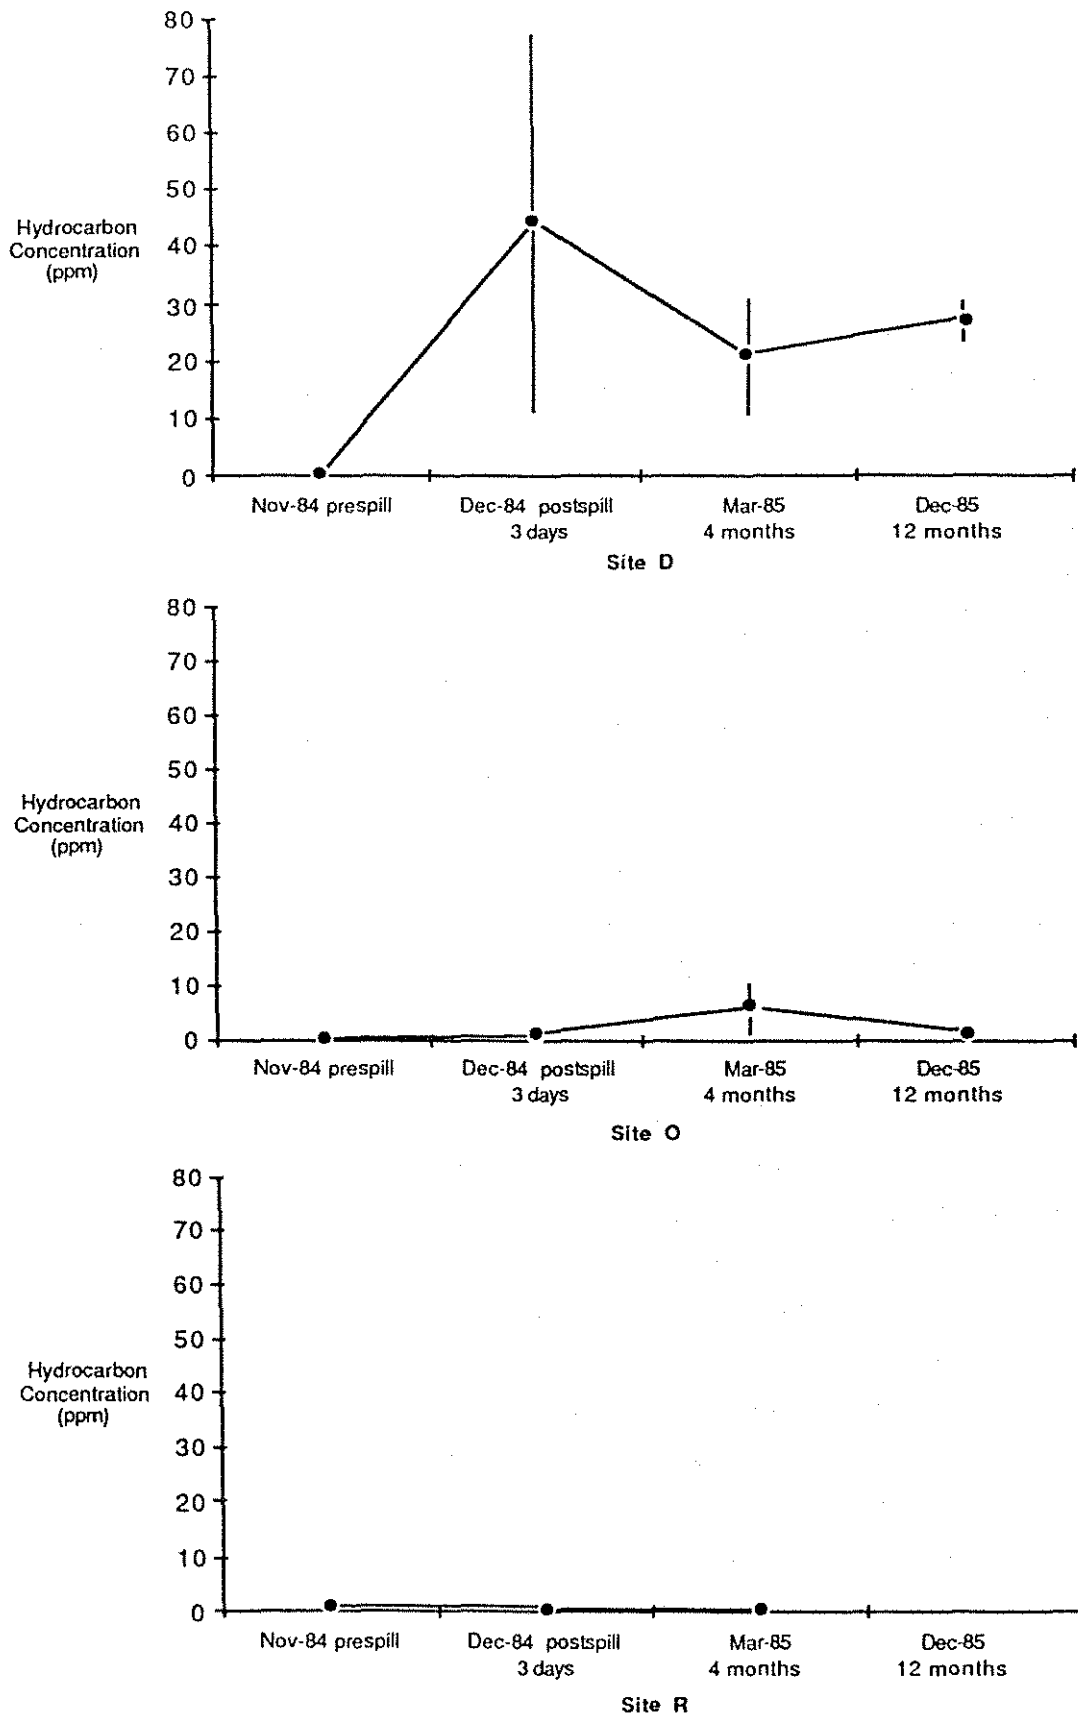 80
70
60
50
Hydrocarbon
Concentration
(ppm)
40
30
20
10
0
Nov-84 prespill
Dec-84 postspill
3 days
Mar-85
4 months
Dec-85
12 months
Site D
80
70
60
50
Hydrocarbon
Concentration
(ppm)
40
30
20
10
0
Nov-84 prespill
Dec-84 postspill
3 days
Mar-85
4 months
Dec-85
12 months
Site O
80
70
60
50
Hydrocarbon
Concentration
(ppm)
40
30
20
10
0
Nov-84 prespill
Dec-84 postspill
3 days
Mar-85
4 months
Dec-85
12 months
Site R